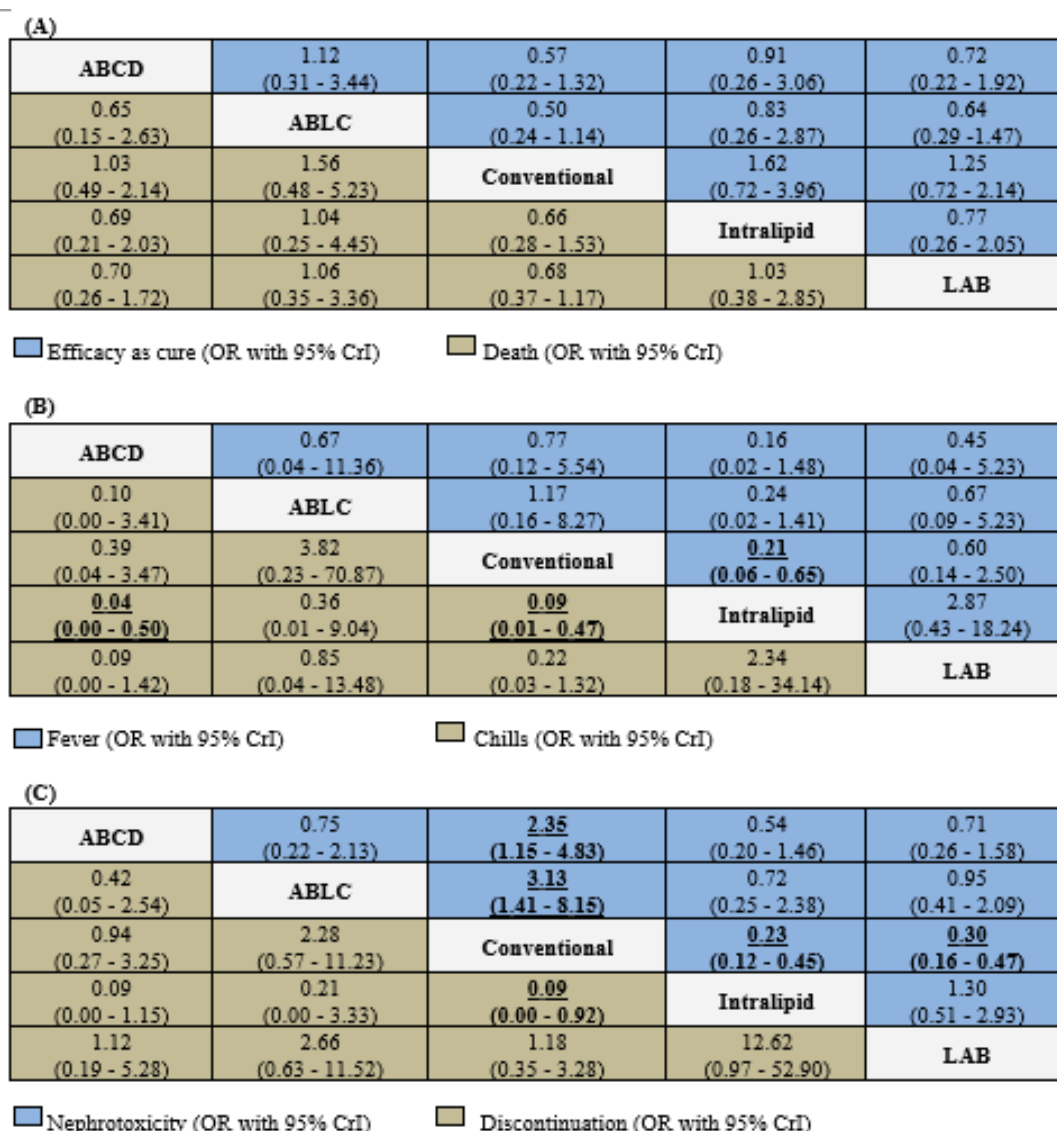 (A)
ABCD 1.12 0.57 0.91 0.72
(0.31 - 3.44) (0.22 - 1.32) (0.26 - 3.06) (0.22 - 1.92)
0.65 ABLC 0.50 0.83 0.64
(0.15 - 2.63) (0.24 - 1.14) (0.26 - 2.87) (0.29 -1.47)
1.03 1.56 Conventional 1.62 1.25
(0.49 - 2.14) (0.48 - 5.23) (0.72 - 3.96) (0.72 - 2.14)
0.69 1.04 0.66 Intralipid 0.77
(0.21 - 2.03) (0.25 - 4.45) (0.28 - 1.53) (0.26 - 2.05)
0.70 1.06 0.68 1.03 LAB
(0.26 - 1.72) (0.35 - 3.36) (0.37 - 1.17) (0.38 - 2.85)
Efficacy as cure (OR with 95% CrI) Death (OR with 95% CrI)
(B)
ABCD 0.67 0.77 0.16 0.45
(0.04 - 11.36) (0.12 - 5.54) (0.02 - 1.48) (0.04 - 5.23)
0.10 ABLC 1.17 0.24 0.67
(0.00 - 3.41) (0.16 - 8.27) (0.02 - 1.41) (0.09 - 5.23)
0.39 3.82 Conventional 0.21 0.60
(0.04 - 3.47) (0.23 - 70.87) (0.06 - 0.65) (0.14 - 2.50)
0.04 0.36 0.09 Intralipid 2.87
(0.00 - 0.50) (0.01 - 9.04) (0.01 - 0.47) (0.43 - 18.24)
0.09 0.85 0.22 2.34 LAB
(0.00 - 1.42) (0.04 - 13.48) (0.03 - 1.32) (0.18 - 34.14)
Fever (OR with 95% CrI) Chills (OR with 95% CrI)
(C)
ABCD 0.75 2.35 0.54 0.71
(0.22 - 2.13) (1.15 - 4.83) (0.20 - 1.46) (0.26 - 1.58)
0.42 ABLC 3.13 0.72 0.95
(0.05 - 2.54) (1.41 - 8.15) (0.25 - 2.38) (0.41 - 2.09)
0.94 2.28 Conventional 0.23 0.30
(0.27 - 3.25) (0.57 - 11.23) (0.12 - 0.45) (0.16 - 0.47)
0.09 0.21 0.09 Intralipid 1.30
(0.00 - 1.15) (0.00 - 3.33) (0.00 - 0.92) (0.51 - 2.93)
1.12 2.66 1.18 12.62 LAB
(0.19 - 5.28) (0.63 - 11.52) (0.35 - 3.28) (0.97 - 52.90)
Nephrotoxicity (OR with 95% CrI) Discontinuation (OR with 95% CrI)